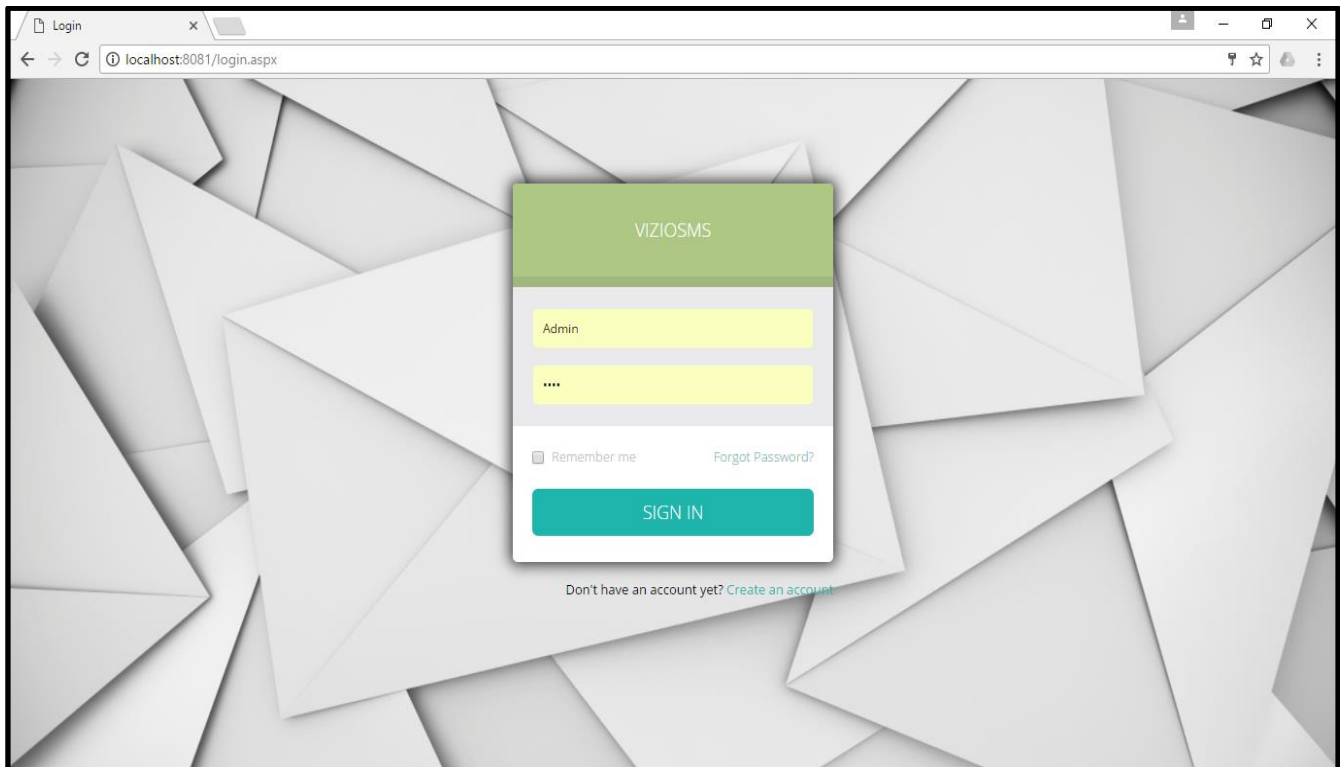 Login
localhost:8081/login.aspx
VIZIOSMS
Admin
••••
Remember me Forgot Password?
SIGN IN
Don't have an account yet? Create an account